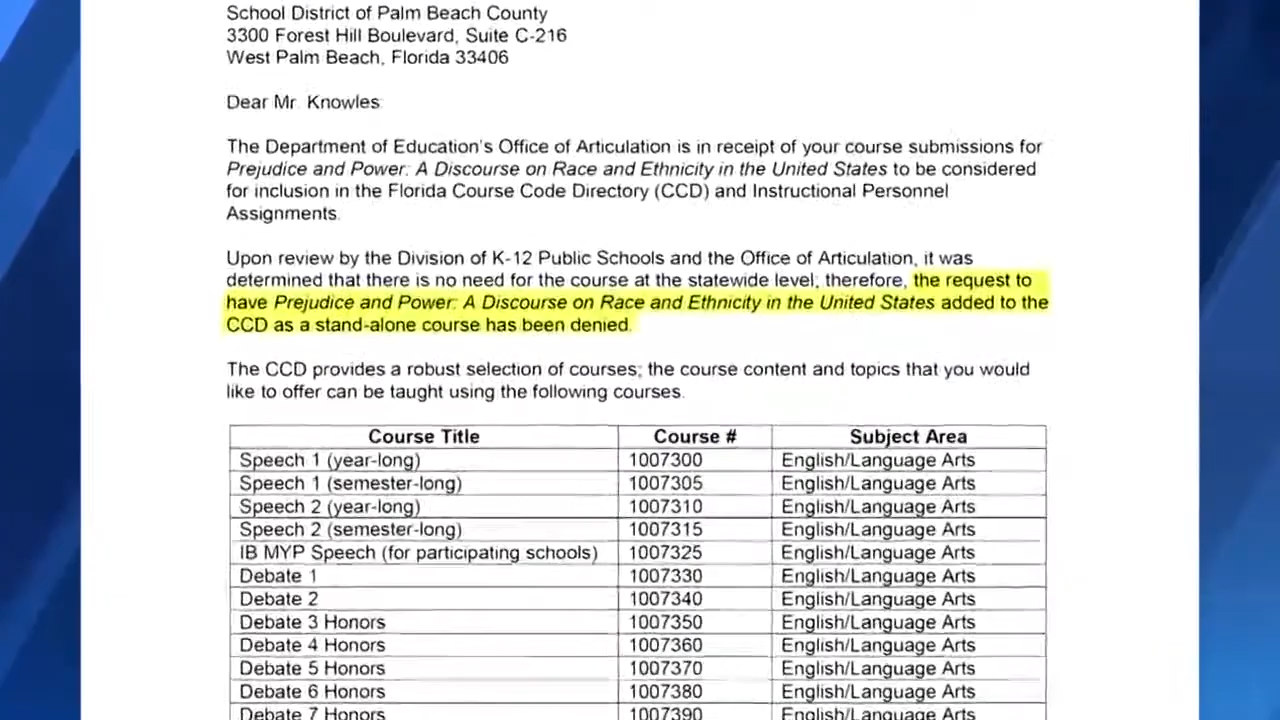 School District of Palm Beach County
3300 Forest Hill Boulevard, Suite C-216
West Palm Beach, Florida 33406
Dear Mr. Knowles:
The Department of Education's Office of Articulation is in receipt of your course submissions for
Prejudice and Power: A Discourse on Race and Ethnicity in the United States to be considered
for inclusion in the Florida Course Code Directory (CCD) and Instructional Personnel
Assignments.
Upon review by the Division of K-12 Public Schools and the Office of Articulation, it was
determined that there is no need for the course at the statewide level; therefore, the request to
have Prejudice and Power: A Discourse on Race and Ethnicity in the United States added to the
CCD as a stand-alone course has been denied.
The CCD provides a robust selection of courses; the course content and topics that you would
like to offer can be taught using the following courses.
Course Title Course # Subject Area
Speech 1 (year-long) 1007300 English/Language Arts
Speech 1 (semester-long) 1007305 English/Language Arts
Speech 2 (year-long) 1007310 English/Language Arts
Speech 2 (semester-long) 1007315 English/Language Arts
IB MYP Speech (for participating schools) 1007325 English/Language Arts
Debate 1 1007330 English/Language Arts
Debate 2 1007340 English/Language Arts
Debate 3 Honors 1007350 English/Language Arts
Debate 4 Honors 1007360 English/Language Arts
Debate 5 Honors 1007370 English/Language Arts
Debate 6 Honors 1007380 English/Language Arts
Debate 7 Honors 1007390 English/Language Arts